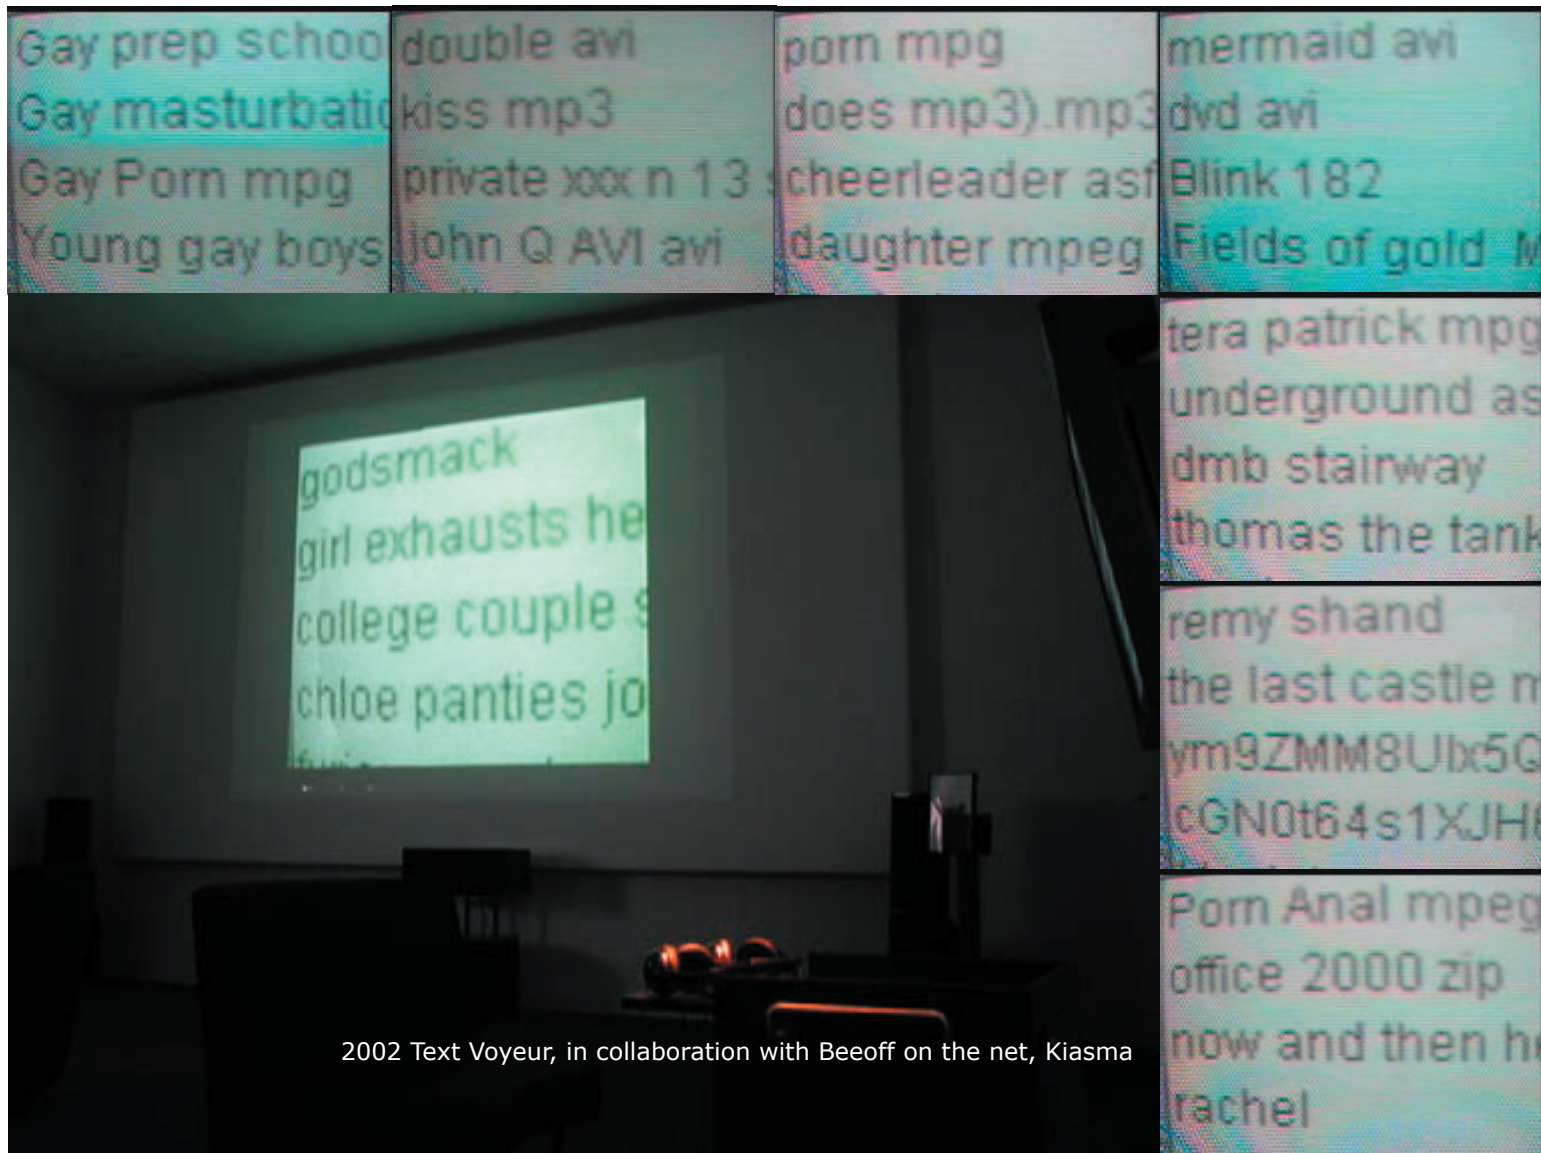 Gay prep schoo
Gay masturbatic
Gay Porn mpg
Young gay boys
double avi
kiss mp3
private xxx n 13
john Q AVI avi
porn mpg
does mp3).mp3
cheerleader asf
daughter mpeg
mermaid avi
dvd avi
Blink 182
Fields of gold M
godsmack
girl exhausts he
college couple s
chloe panties jo
tera patrick mpg
underground as
dmb stairway
thomas the tank
remy shand
the last castle m
ym9ZMM8Ulx5Q
cGN0t64s1XJH
Porn Anal mpeg
office 2000 zip
now and then he
rachel
2002 Text Voyeur, in collaboration with Beeoff on the net, Kiasma